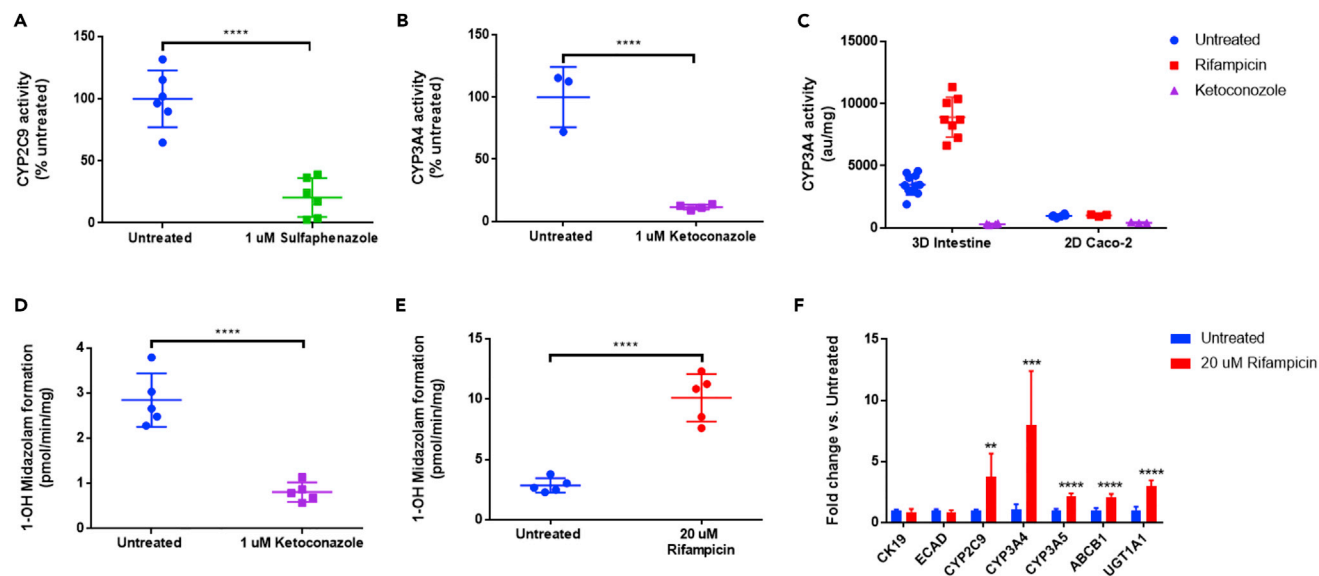 A
CYP2C9 activity
(% untreated)
150
100
50
0
****
Untreated
1 uM Sulfaphenazole
B
CYP3A4 activity
(% untreated)
150
100
50
0
****
Untreated
1 uM Ketoconazole
C
CYP3A4 activity
(au/mg)
15000
10000
5000
0
3D Intestine
2D Caco-2
Untreated
Rifampicin
Ketoconozole
D
1-OH Midazolam formation
(pmol/min/mg)
4
3
2
1
0
****
Untreated
1 uM Ketoconazole
E
1-OH Midazolam formation
(pmol/min/mg)
15
10
5
0
****
Untreated
20 uM
Rifampicin
F
Fold change vs. Untreated
15
10
5
0
**
***
****
****
****
CK19
ECAD
CYP2C9
CYP3A4
CYP3A5
ABCB1
UGT1A1
Untreated
20 uM Rifampicin